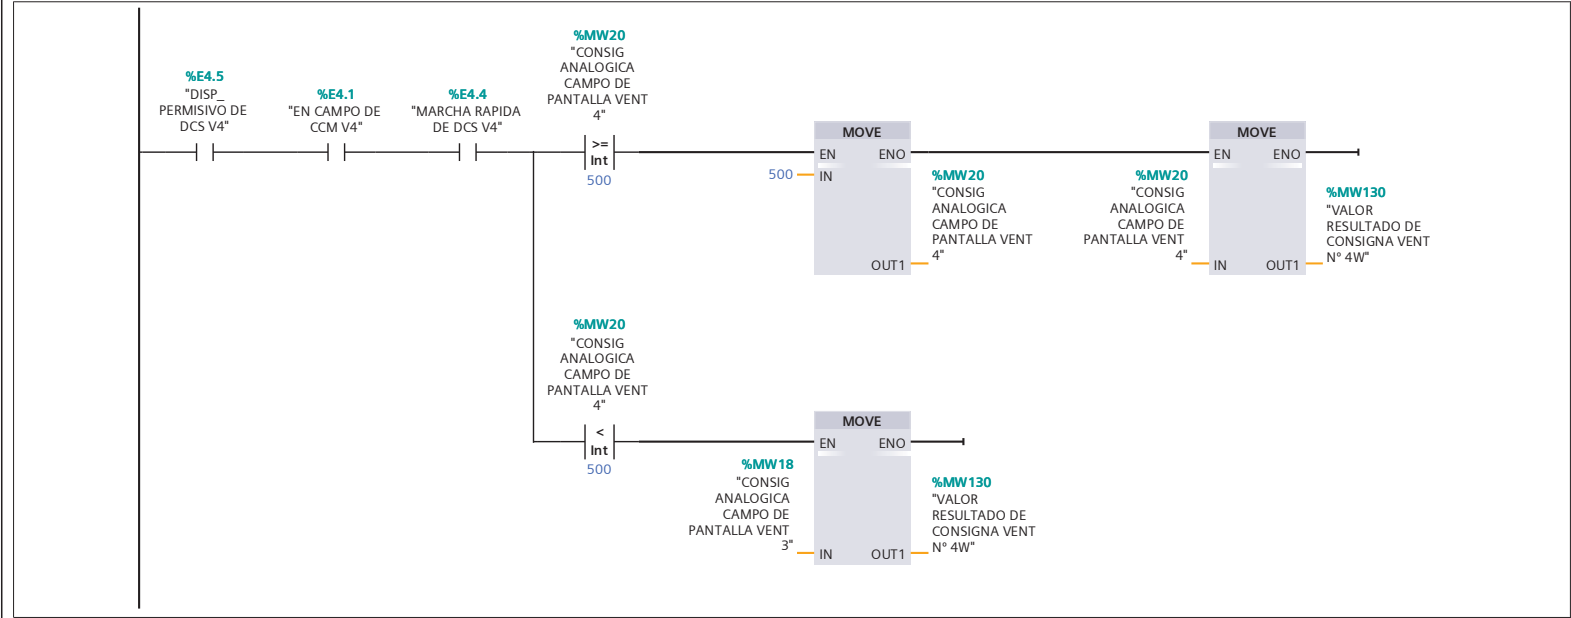 %E4.5
"DISP_
PERMISIVO DE
DCS V4"
%E4.1
"EN CAMPO DE
CCM V4"
%E4.4
"MARCHA RAPIDA
DE DCS V4"
%MW20
"CONSIG
ANALOGICA
CAMPO DE
PANTALLA VENT
4"
>=
Int
500
MOVE
EN
ENO
500
IN
OUT1
%MW20
"CONSIG
ANALOGICA
CAMPO DE
PANTALLA VENT
4"
%MW20
"CONSIG
ANALOGICA
CAMPO DE
PANTALLA VENT
4"
MOVE
EN
ENO
IN
OUT1
%MW130
"VALOR
RESULTADO DE
CONSIGNA VENT
Nº 4W"
%MW20
"CONSIG
ANALOGICA
CAMPO DE
PANTALLA VENT
4"
<
Int
500
%MW18
"CONSIG
ANALOGICA
CAMPO DE
PANTALLA VENT
3"
MOVE
EN
ENO
IN
OUT1
%MW130
"VALOR
RESULTADO DE
CONSIGNA VENT
Nº 4W"